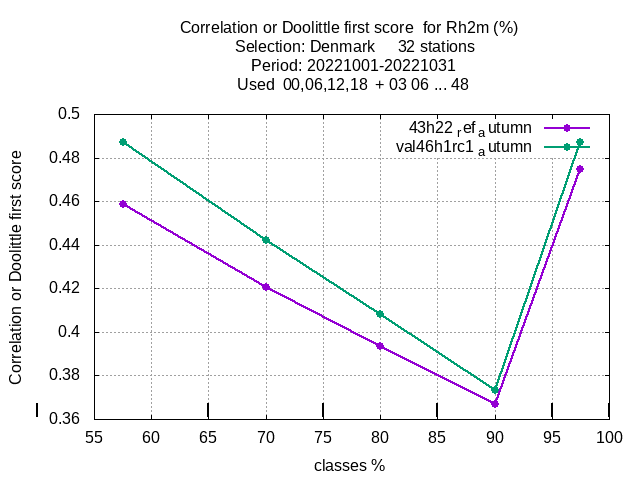 Correlation or Doolittle first score  for Rh2m (%)
Selection: Denmark     32 stations
Period: 20221001-20221031
Used  00,06,12,18  + 03 06 ... 48
43h22 ref autumn
val46h1rc1 autumn
Correlation or Doolittle first score
0.5
0.48
0.46
0.44
0.42
0.4
0.38
0.36
55 60 65 70 75 80 85 90 95 100
classes %